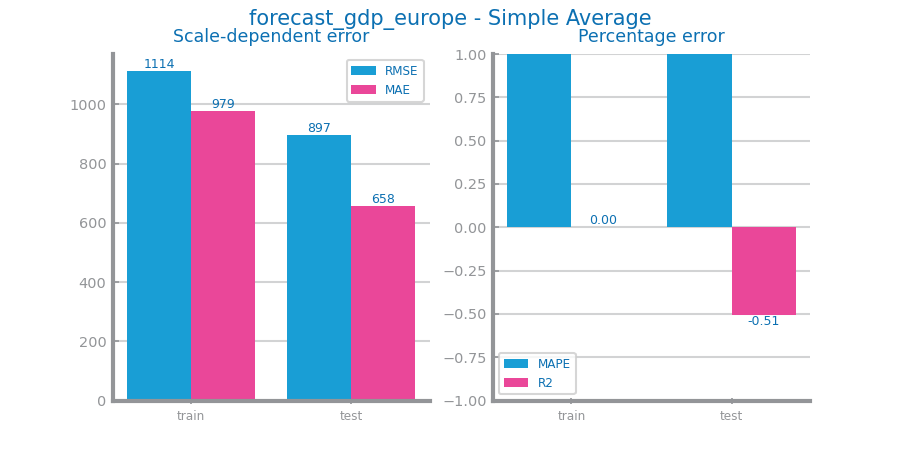 forecast_gdp_europe - Simple Average
Scale-dependent error
1114
979
897
658
RMSE
MAE
1000
800
600
400
200
0
train
test
Percentage error
1.00
0.75
0.50
0.25
0.00
−0.25
−0.50
−0.75
−1.00
0.00
-0.51
MAPE
R2
train
test